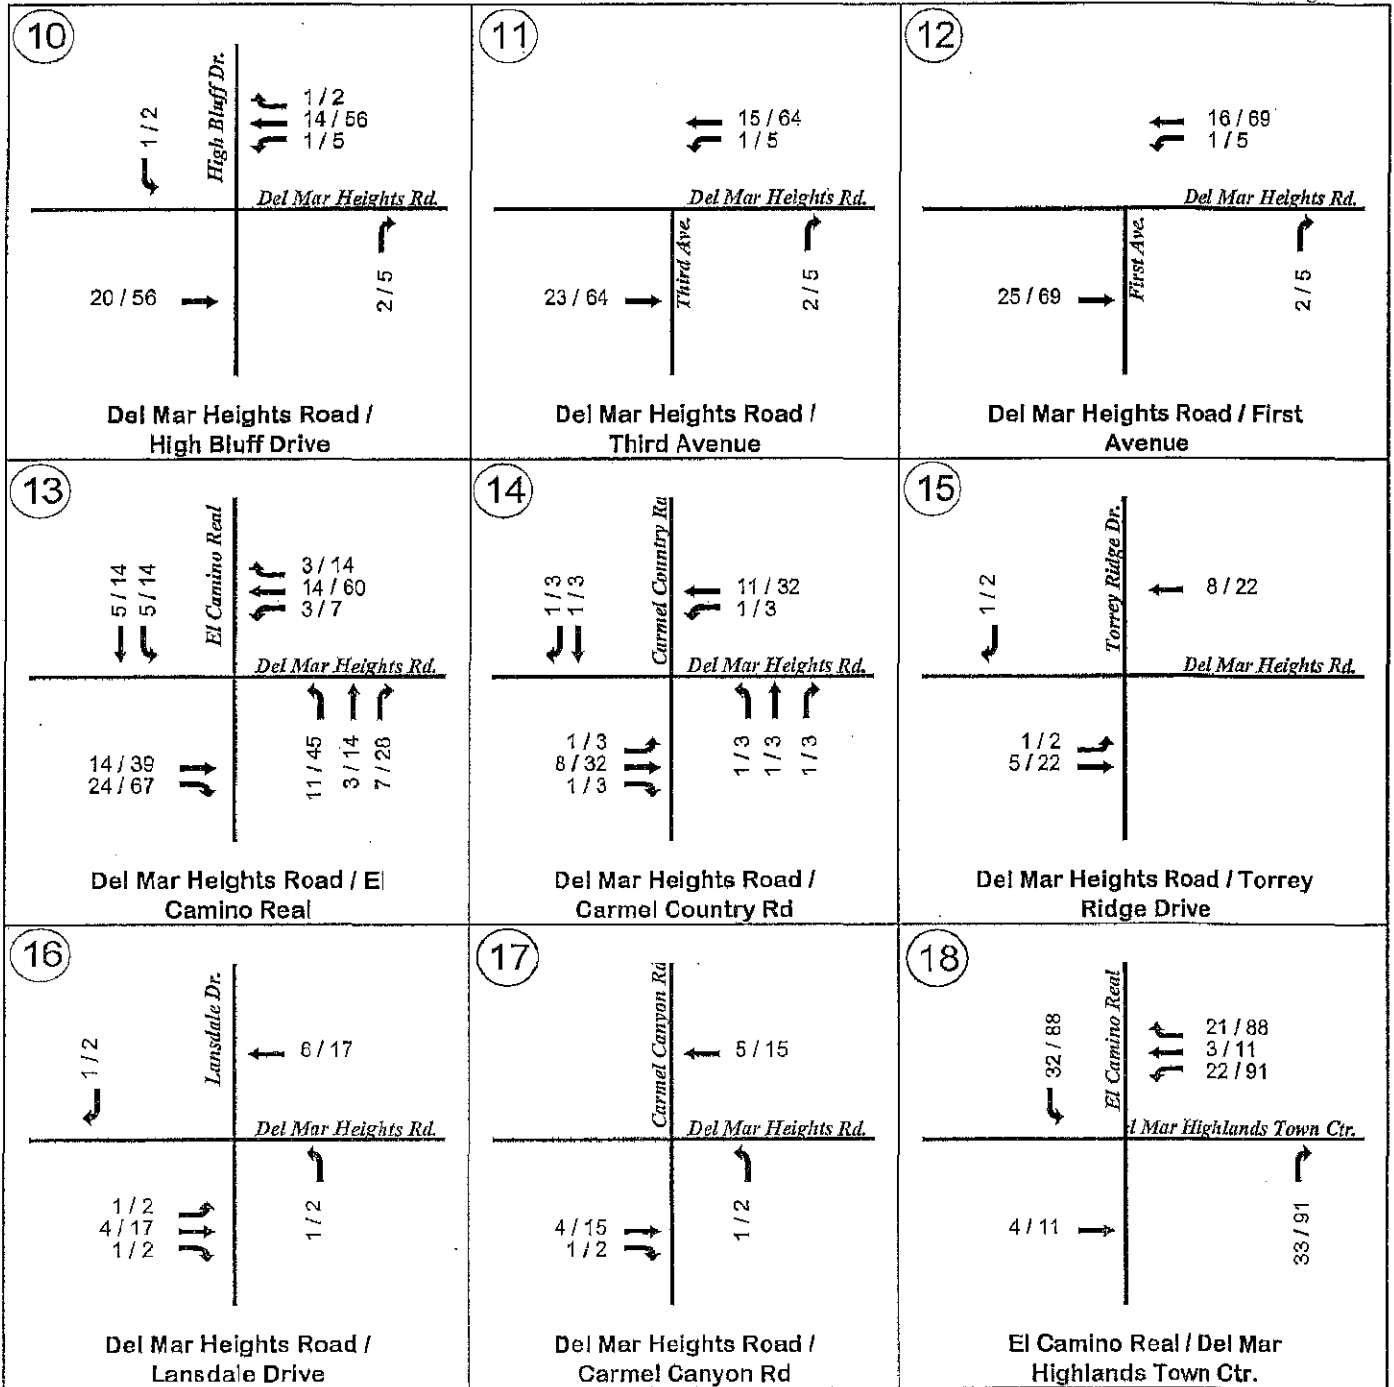 10
High Bluff Dr.
1 / 2
1 / 2
14 / 56
1 / 5
Del Mar Heights Rd.
20 / 56
2 / 5
Del Mar Heights Road /
High Bluff Drive
11
15 / 64
1 / 5
Del Mar Heights Rd.
Third Ave.
23 / 64
2 / 5
Del Mar Heights Road /
Third Avenue
12
16 / 69
1 / 5
Del Mar Heights Rd.
First Ave.
25 / 69
2 / 5
Del Mar Heights Road / First
Avenue
13
El Camino Real
5 / 14
5 / 14
3 / 14
14 / 60
3 / 7
Del Mar Heights Rd.
14 / 39
24 / 67
11 / 45
3 / 14
7 / 28
Del Mar Heights Road / El
Camino Real
14
Carmel Country Rd
1 / 3
1 / 3
11 / 32
1 / 3
Del Mar Heights Rd.
1 / 3
8 / 32
1 / 3
1 / 3
1 / 3
1 / 3
Del Mar Heights Road /
Carmel Country Rd
15
Torrey Ridge Dr.
1 / 2
8 / 22
Del Mar Heights Rd.
1 / 2
5 / 22
Del Mar Heights Road / Torrey
Ridge Drive
16
Lansdale Dr.
1 / 2
6 / 17
Del Mar Heights Rd.
1 / 2
4 / 17
1 / 2
1 / 2
Del Mar Heights Road /
Lansdale Drive
17
Carmel Canyon Rd
5 / 15
Del Mar Heights Rd.
4 / 15
1 / 2
1 / 2
Del Mar Heights Road /
Carmel Canyon Rd
18
El Camino Real
32 / 88
21 / 88
3 / 11
22 / 91
l Mar Highlands Town Ctr.
4 / 11
33 / 91
El Camino Real / Del Mar
Highlands Town Ctr.